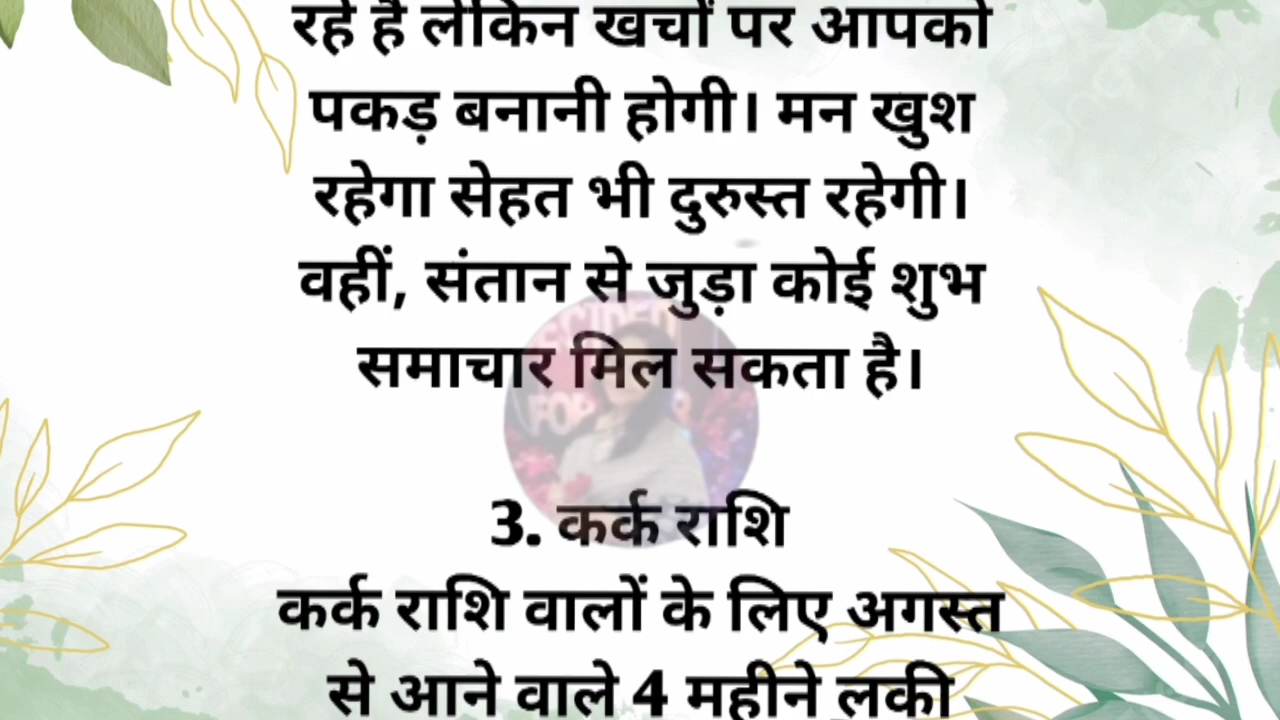 रहे हैं लेकिन खर्चों पर आपको
पकड़ बनानी होगी। मन खुश
रहेगा सेहत भी दुरुस्त रहेगी।
वहीं, संतान से जुड़ा कोई शुभ
समाचार मिल सकता है।
3. कर्क राशि
कर्क राशि वालों के लिए अगस्त
से आने वाले 4 महीने लकी